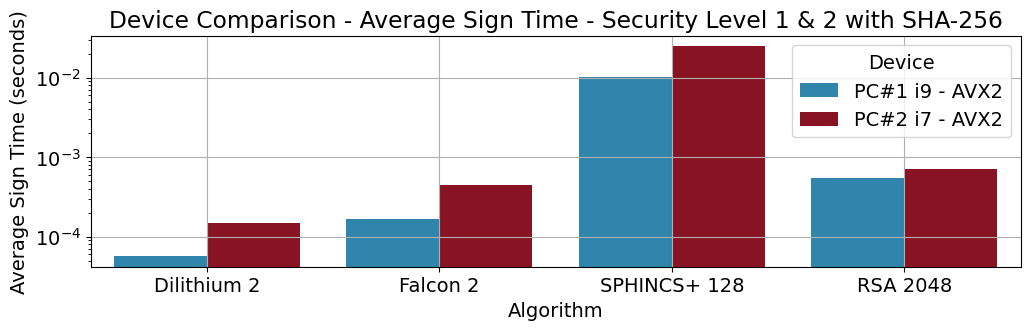 Device Comparison - Average Sign Time - Security Level 1 & 2 with SHA-256
Average Sign Time (seconds)
10⁻²
10⁻³
10⁻⁴
Device
PC#1 i9 - AVX2
PC#2 i7 - AVX2
Dilithium 2
Falcon 2
SPHINCS+ 128
RSA 2048
Algorithm